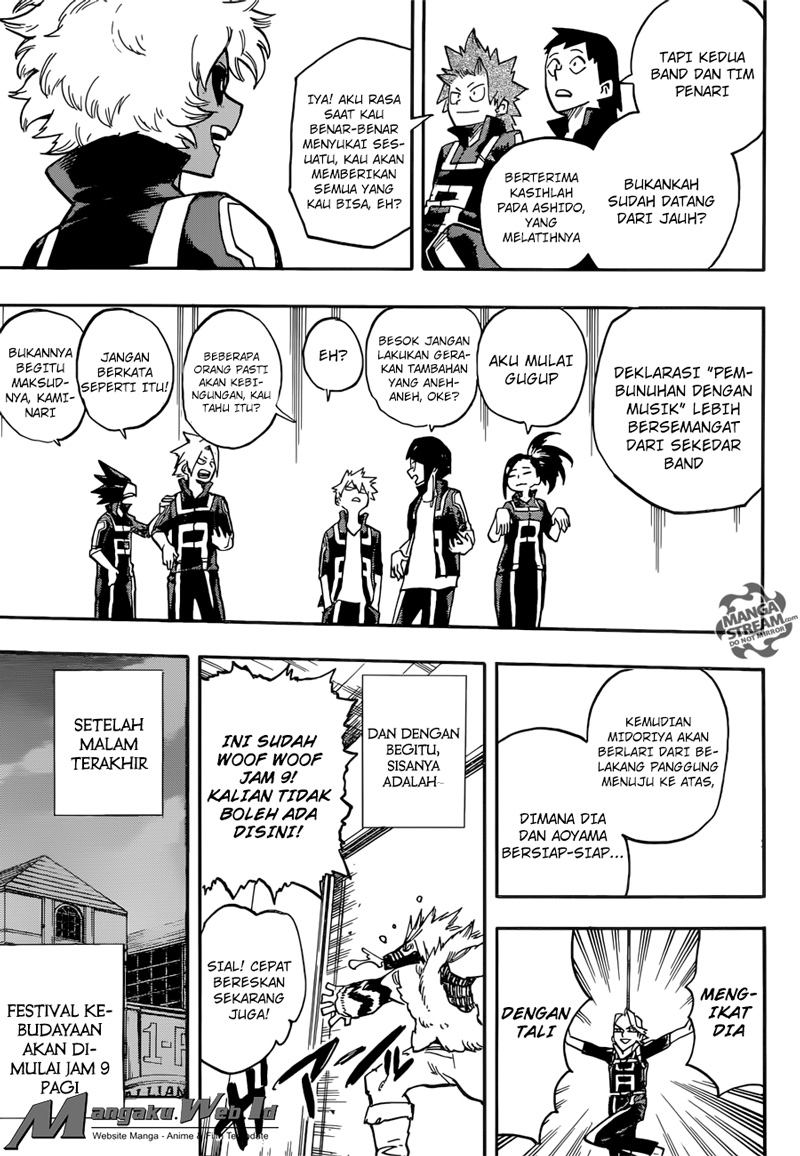 TAPI KEDUA
BAND DAN TIM
PENARI
BUKANKAH
SUDAH DATANG
DARI JAUH?
BERTERIMA
KASIHLAH
PADA ASHIDO,
YANG
MELATIHNYA
IYA! AKU RASA
SAAT KAU
BENAR-BENAR
MENYUKAI SES-
UATU, KAU AKAN
MEMBERIKAN
SEMUA YANG
KAU BISA, EH?
DEKLARASI “PEM-
BUNUHAN DENGAN
MUSIK” LEBIH
BERSEMANGAT
DARI SEKEDAR
BAND
AKU MULAI
GUGUP
BESOK JANGAN
LAKUKAN GERA-
KAN TAMBAHAN
YANG ANEH-
ANEH, OKE?
EH?
BEBERAPA
ORANG PASTI
AKAN KEBI-
NGUNGAN, KAU
TAHU ITU?
JANGAN
BERKATA
SEPERTI ITU!
BUKANNYA
BEGITU
MAKSUD-
NYA, KAMI-
NARI
MANGA
STREAM.com
DO NOT MIRROR!
KEMUDIAN
MIDORIYA AKAN
BERLARI DARI BE-
LAKANG PANGGUNG
MENUJU KE ATAS,
DIMANA DIA
DAN AOYAMA
BERSIAP-SIAP...
MENG-
IKAT
DIA
DENGAN
TALI
DAN DENGAN
BEGITU,
SISANYA
ADALAH~
INI SUDAH
WOOF WOOF
JAM 9!
KALIAN TIDAK
BOLEH ADA
DISINI!
SIAL! CEPAT
BERESKAN
SEKARANG
JUGA!
SETELAH
MALAM
TERAKHIR
FESTIVAL KE-
BUDAYAAN
AKAN DI-
MULAI JAM 9
PAGI
Mangaku.Web.Id